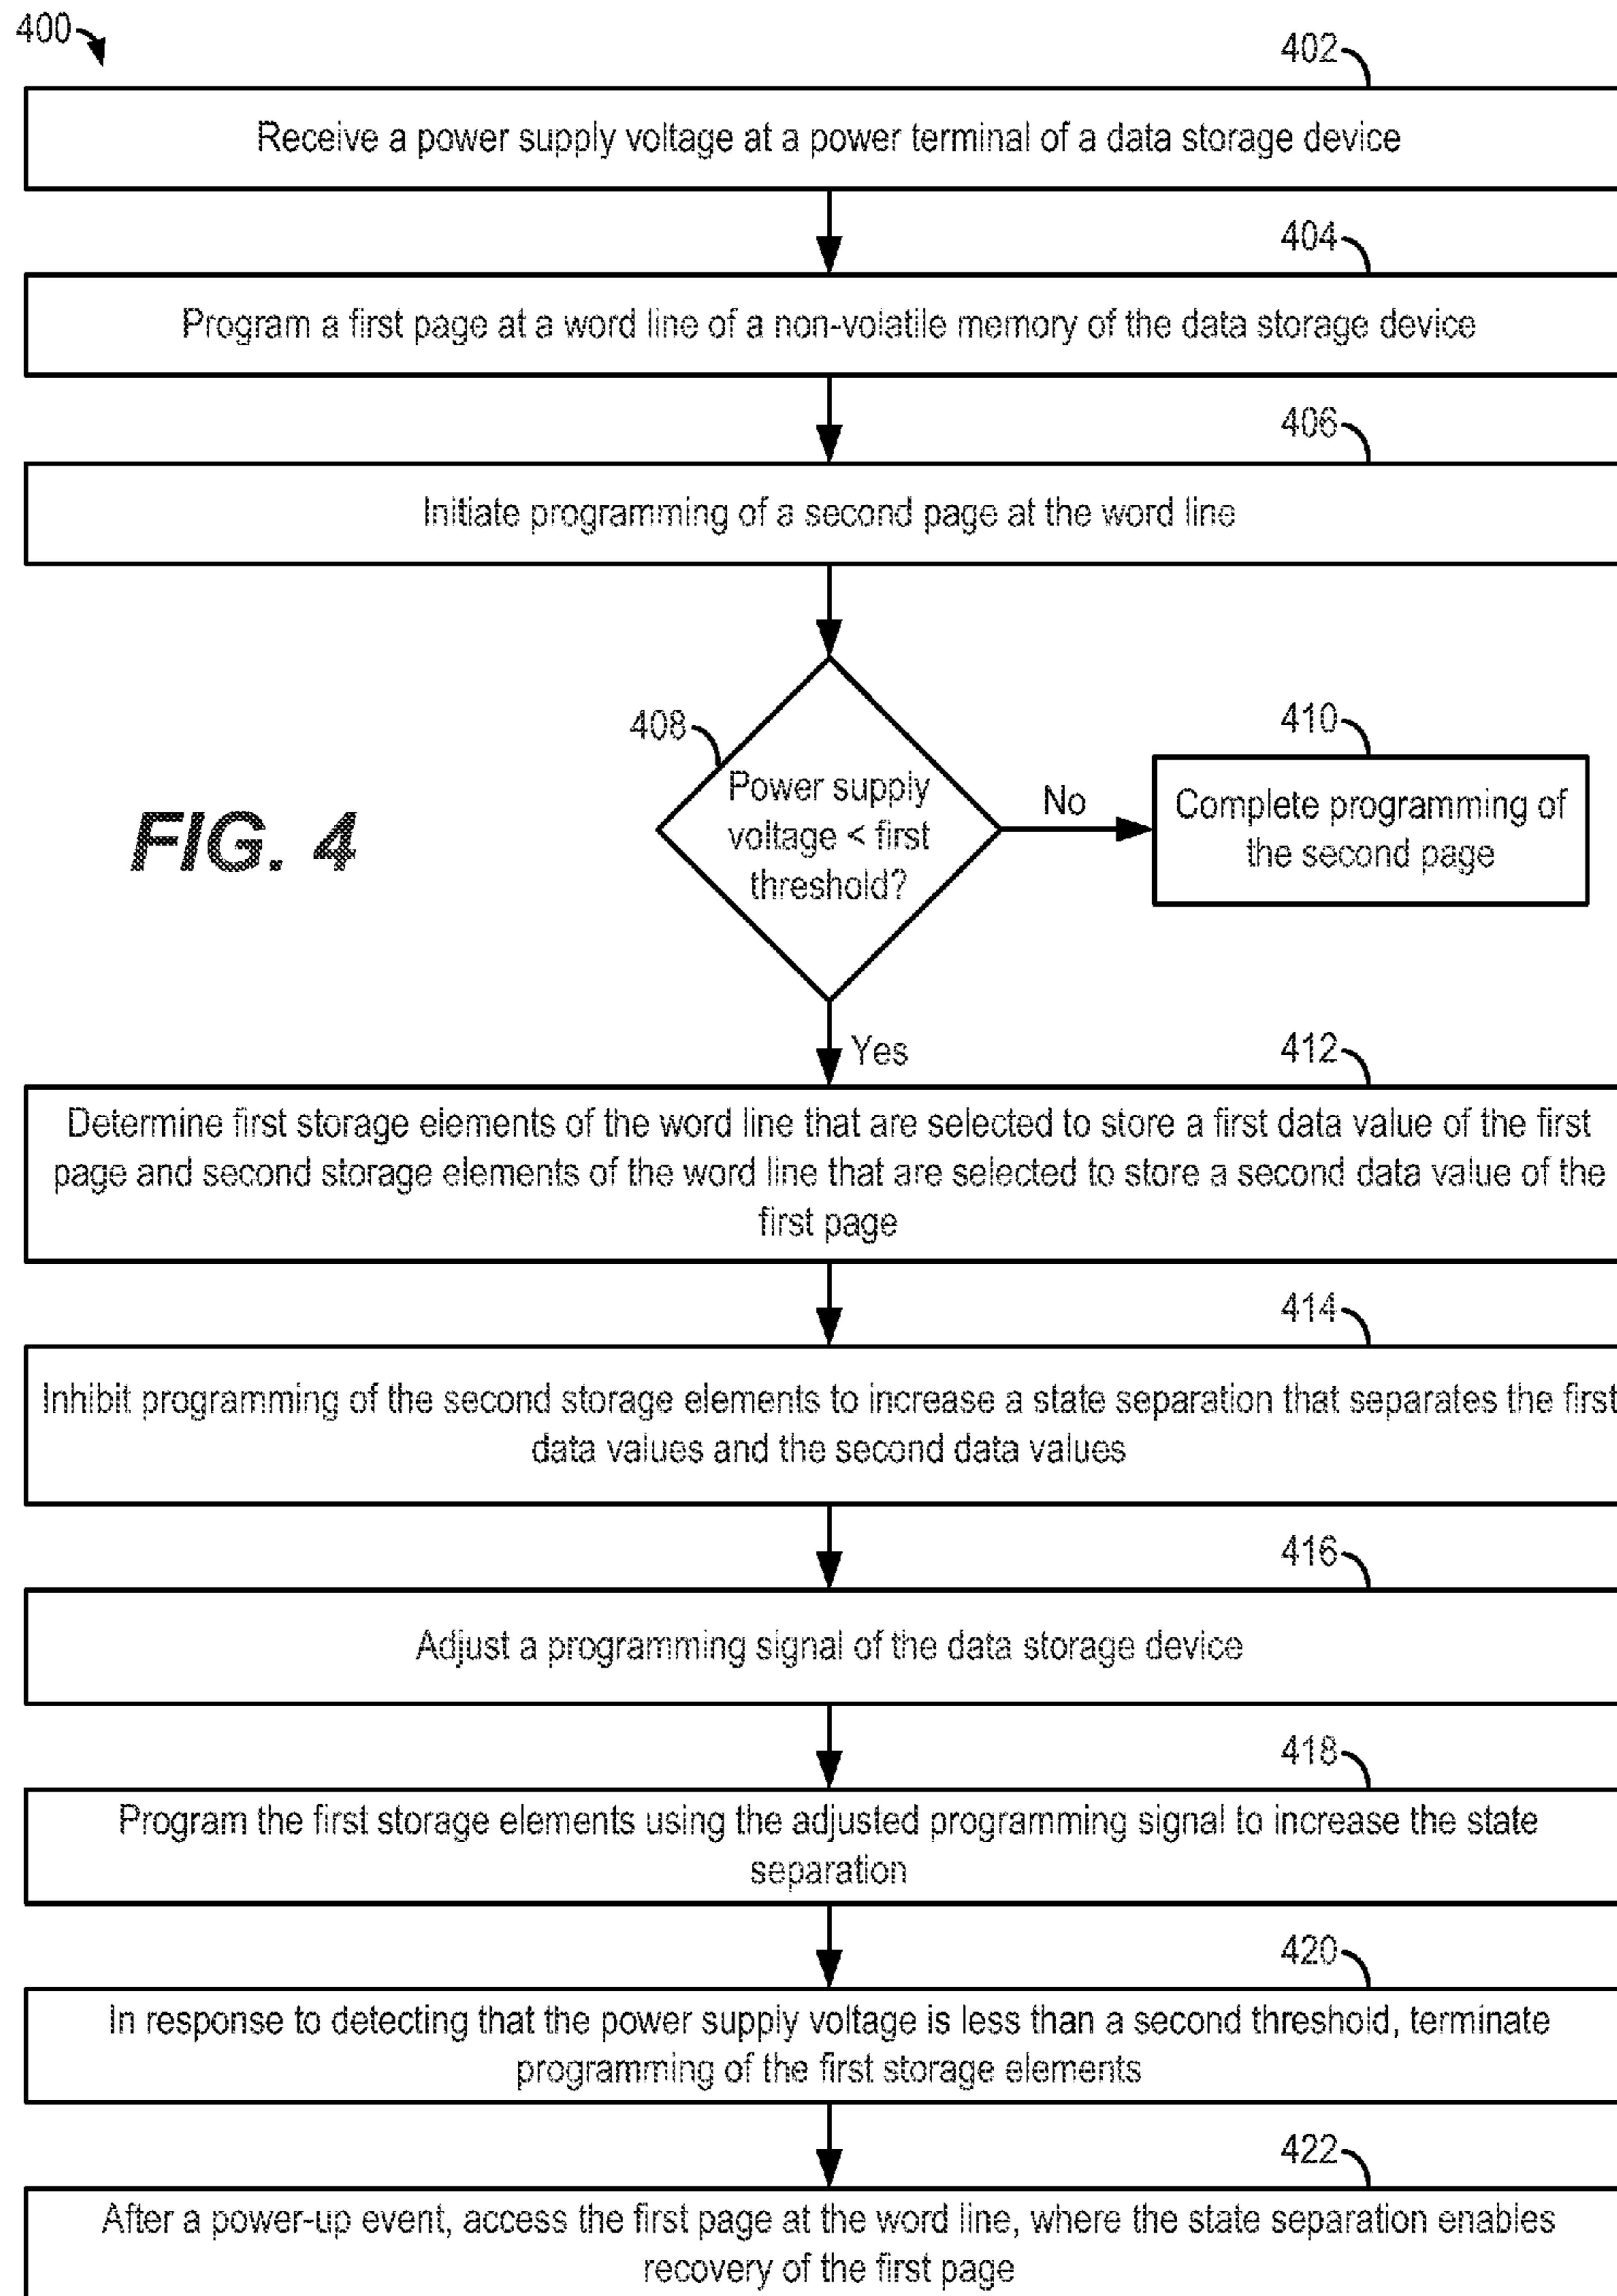 400
402
Receive a power supply voltage at a power terminal of a data storage device
404
Program a first page at a word line of a non-volatile memory of the data storage device
406
Initiate programming of a second page at the word line
408
Power supply
voltage < first
threshold?
No
410
Complete programming of
the second page
FIG. 4
Yes
412
Determine first storage elements of the word line that are selected to store a first data value of the first
page and second storage elements of the word line that are selected to store a second data value of the
first page
414
Inhibit programming of the second storage elements to increase a state separation that separates the first
data values and the second data values
416
Adjust a programming signal of the data storage device
418
Program the first storage elements using the adjusted programming signal to increase the state
separation
420
In response to detecting that the power supply voltage is less than a second threshold, terminate
programming of the first storage elements
422
After a power-up event, access the first page at the word line, where the state separation enables
recovery of the first page